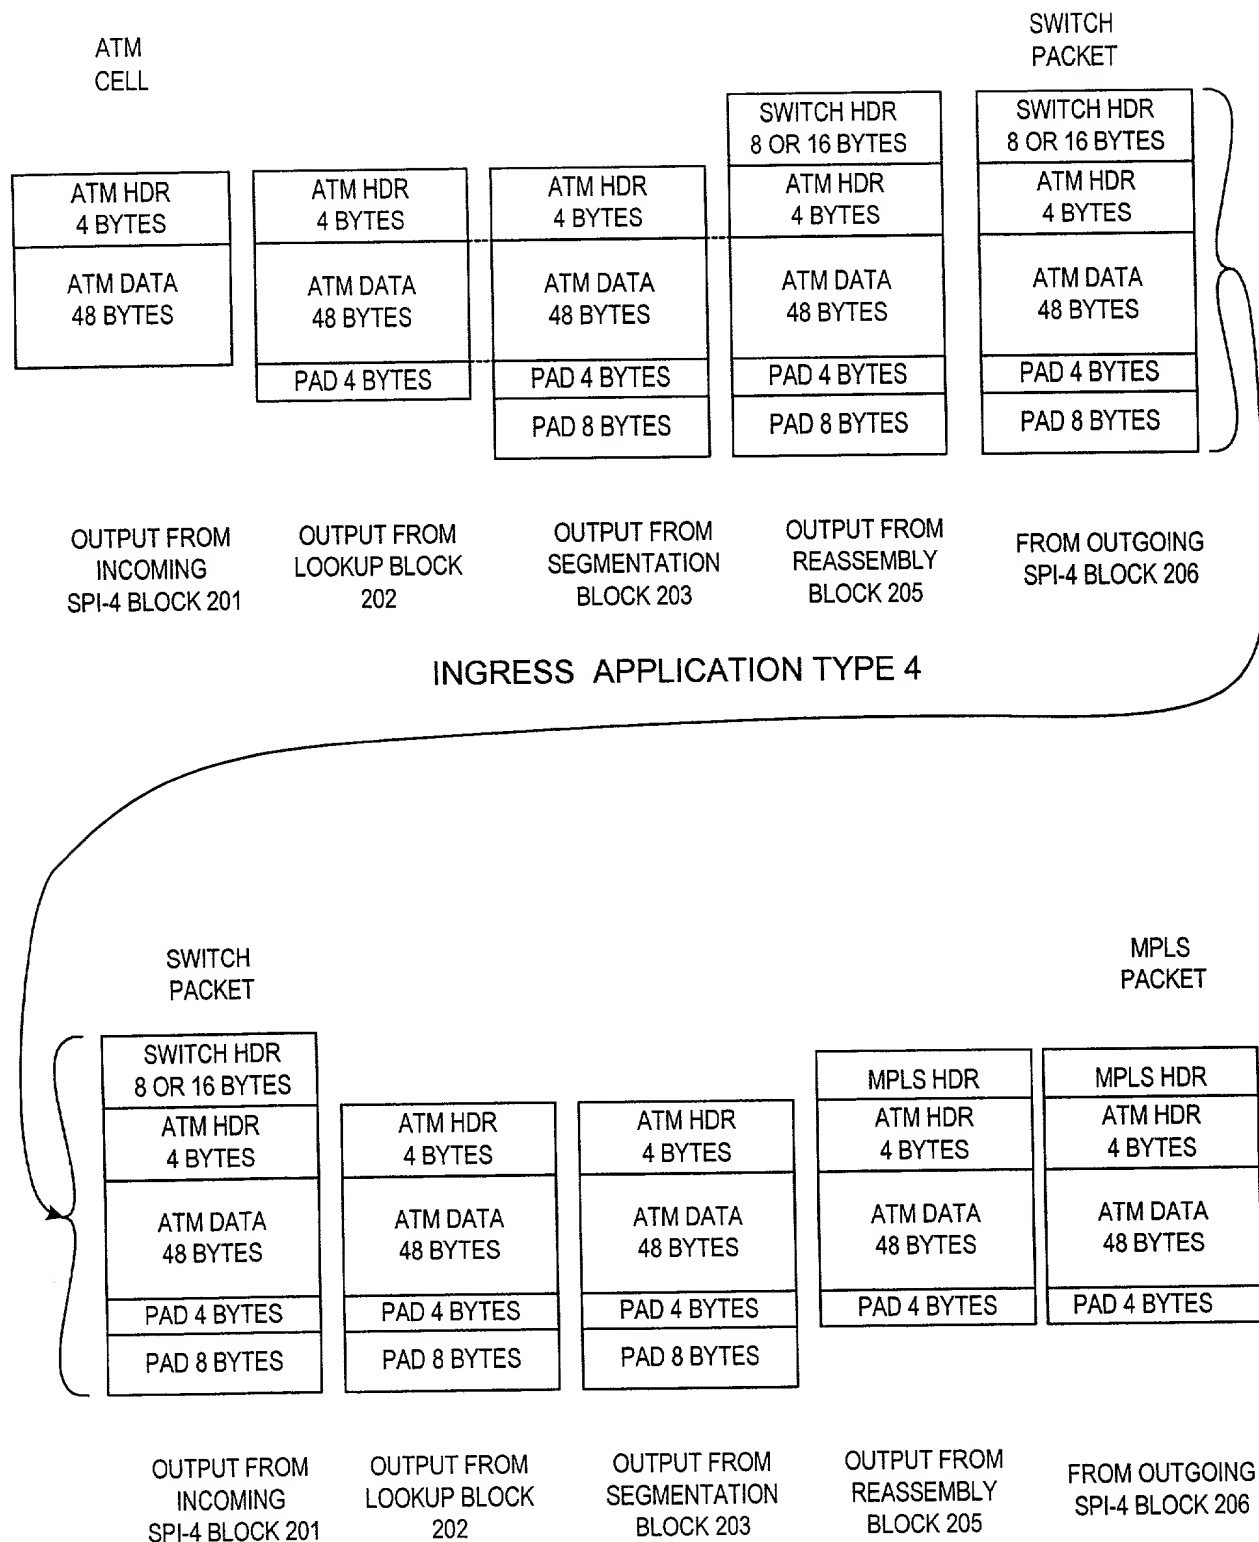 ATM
CELL
SWITCH
PACKET
ATM HDR
4 BYTES
ATM DATA
48 BYTES
ATM HDR
4 BYTES
ATM DATA
48 BYTES
PAD 4 BYTES
ATM HDR
4 BYTES
ATM DATA
48 BYTES
PAD 4 BYTES
PAD 8 BYTES
SWITCH HDR
8 OR 16 BYTES
ATM HDR
4 BYTES
ATM DATA
48 BYTES
PAD 4 BYTES
PAD 8 BYTES
SWITCH HDR
8 OR 16 BYTES
ATM HDR
4 BYTES
ATM DATA
48 BYTES
PAD 4 BYTES
PAD 8 BYTES
OUTPUT FROM
INCOMING
SPI-4 BLOCK 201
OUTPUT FROM
LOOKUP BLOCK
202
OUTPUT FROM
SEGMENTATION
BLOCK 203
OUTPUT FROM
REASSEMBLY
BLOCK 205
FROM OUTGOING
SPI-4 BLOCK 206
INGRESS APPLICATION TYPE 4
SWITCH
PACKET
MPLS
PACKET
SWITCH HDR
8 OR 16 BYTES
ATM HDR
4 BYTES
ATM DATA
48 BYTES
PAD 4 BYTES
PAD 8 BYTES
ATM HDR
4 BYTES
ATM DATA
48 BYTES
PAD 4 BYTES
PAD 8 BYTES
ATM HDR
4 BYTES
ATM DATA
48 BYTES
PAD 4 BYTES
PAD 8 BYTES
MPLS HDR
ATM HDR
4 BYTES
ATM DATA
48 BYTES
PAD 4 BYTES
MPLS HDR
ATM HDR
4 BYTES
ATM DATA
48 BYTES
PAD 4 BYTES
OUTPUT FROM
INCOMING
SPI-4 BLOCK 201
OUTPUT FROM
LOOKUP BLOCK
202
OUTPUT FROM
SEGMENTATION
BLOCK 203
OUTPUT FROM
REASSEMBLY
BLOCK 205
FROM OUTGOING
SPI-4 BLOCK 206